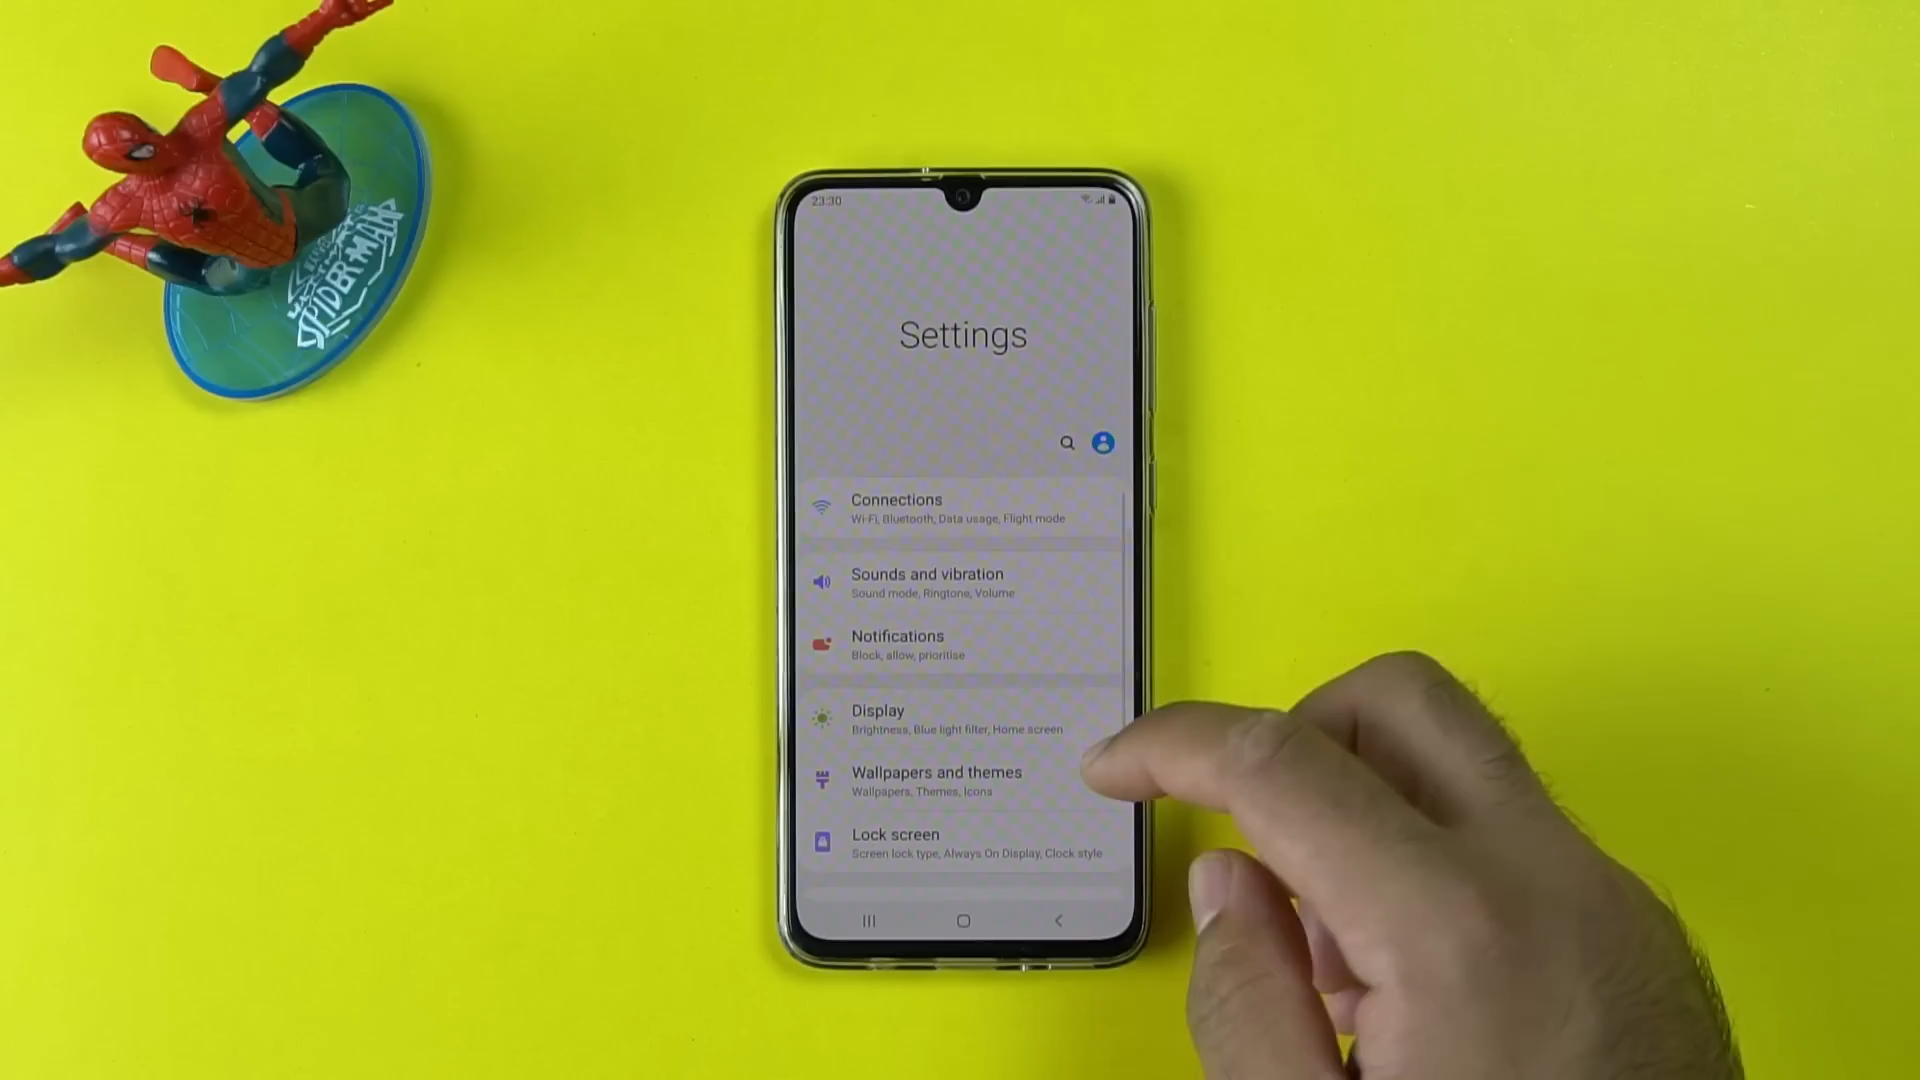 23:30
Settings
Connections
Wi-Fi, Bluetooth, Data usage, Flight mode
Sounds and vibration
Sound mode, Ringtone, Volume
Notifications
Block, allow, prioritise
Display
Brightness, Blue light filter, Home screen
Wallpapers and themes
Wallpapers, Themes, Icons
Lock screen
Screen lock type, Always On Display, Clock style
SPIDER-MAN